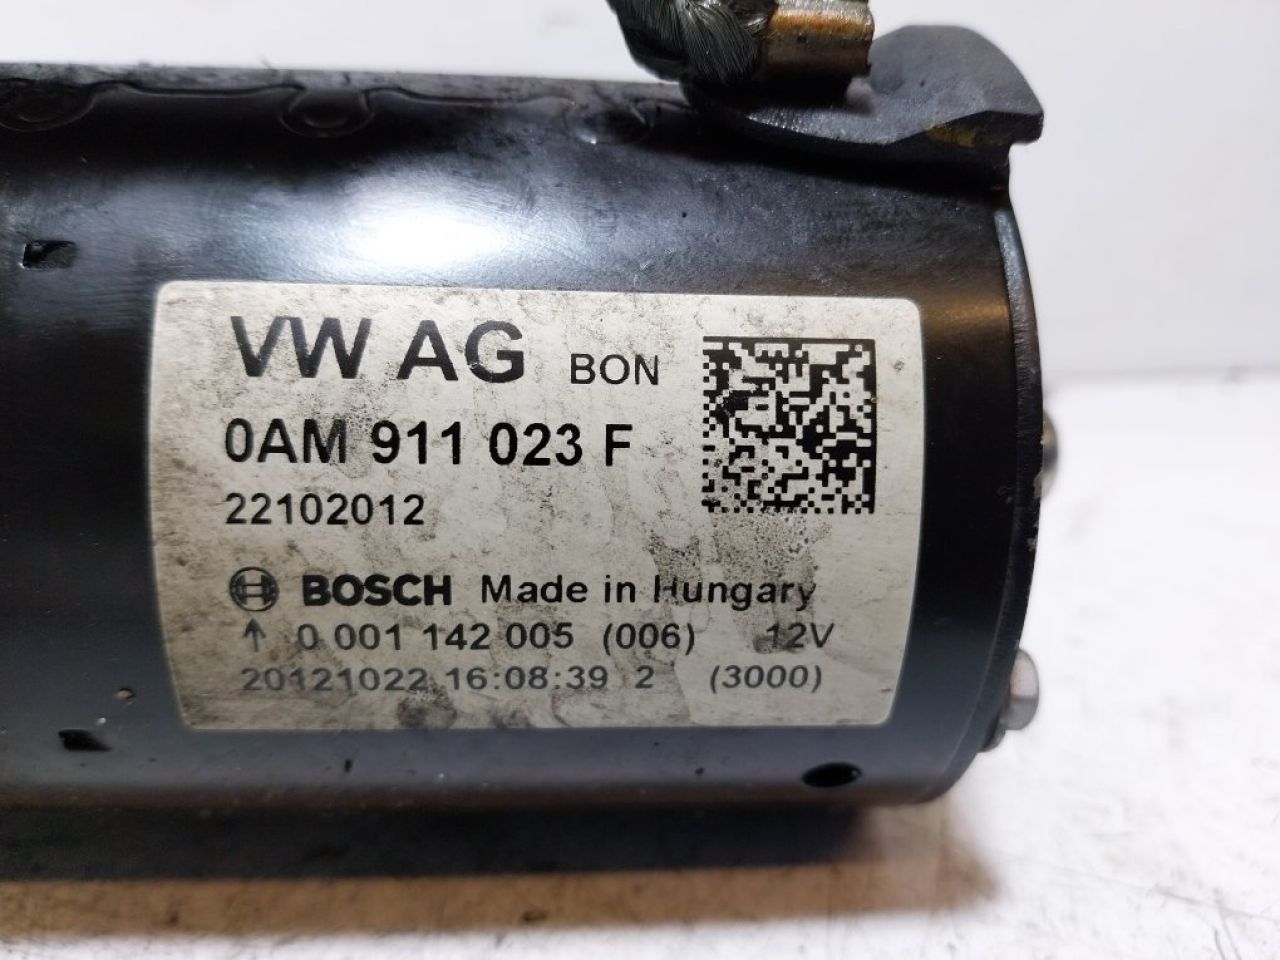 VW AG BON
0AM 911 023 F
22102012
BOSCH Made in Hungary
↑ 0 001 142 005 (006) 12V
20121022 16:08:39 2 (3000)